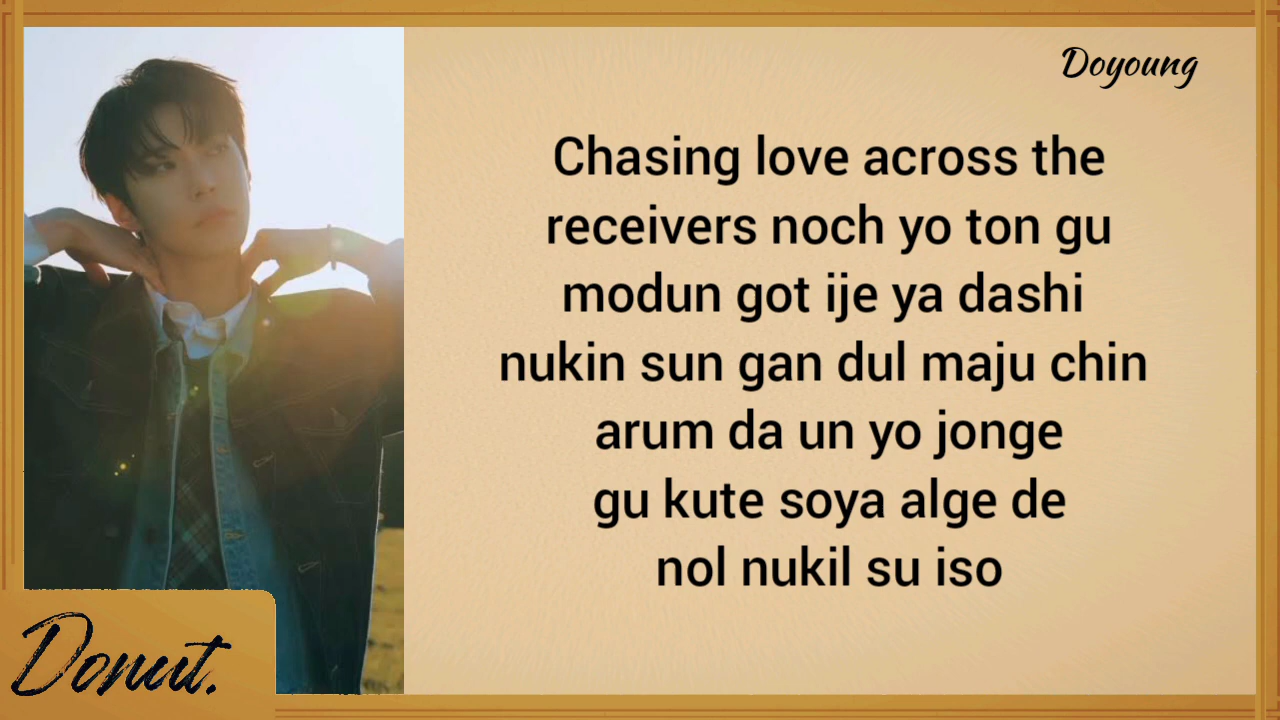 Doyoung
Chasing love across the
receivers noch yo ton gu
modun got ije ya dashi
nukin sun gan dul maju chin
arum da un yo jonge
gu kute soya alge de
nol nukil su iso
Donut.